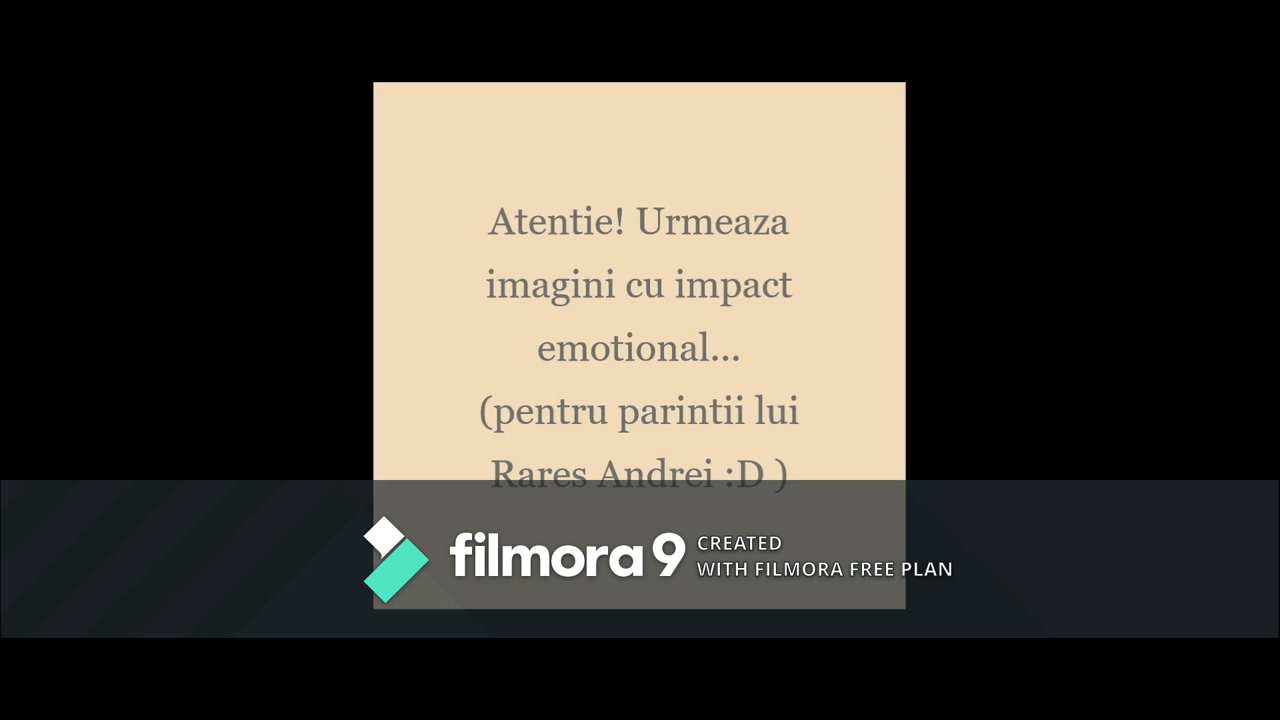 Atentie! Urmeaza
imagini cu impact
emotional...
(pentru parintii lui
Rares Andrei :D )
filmora 9
CREATED
WITH FILMORA FREE PLAN